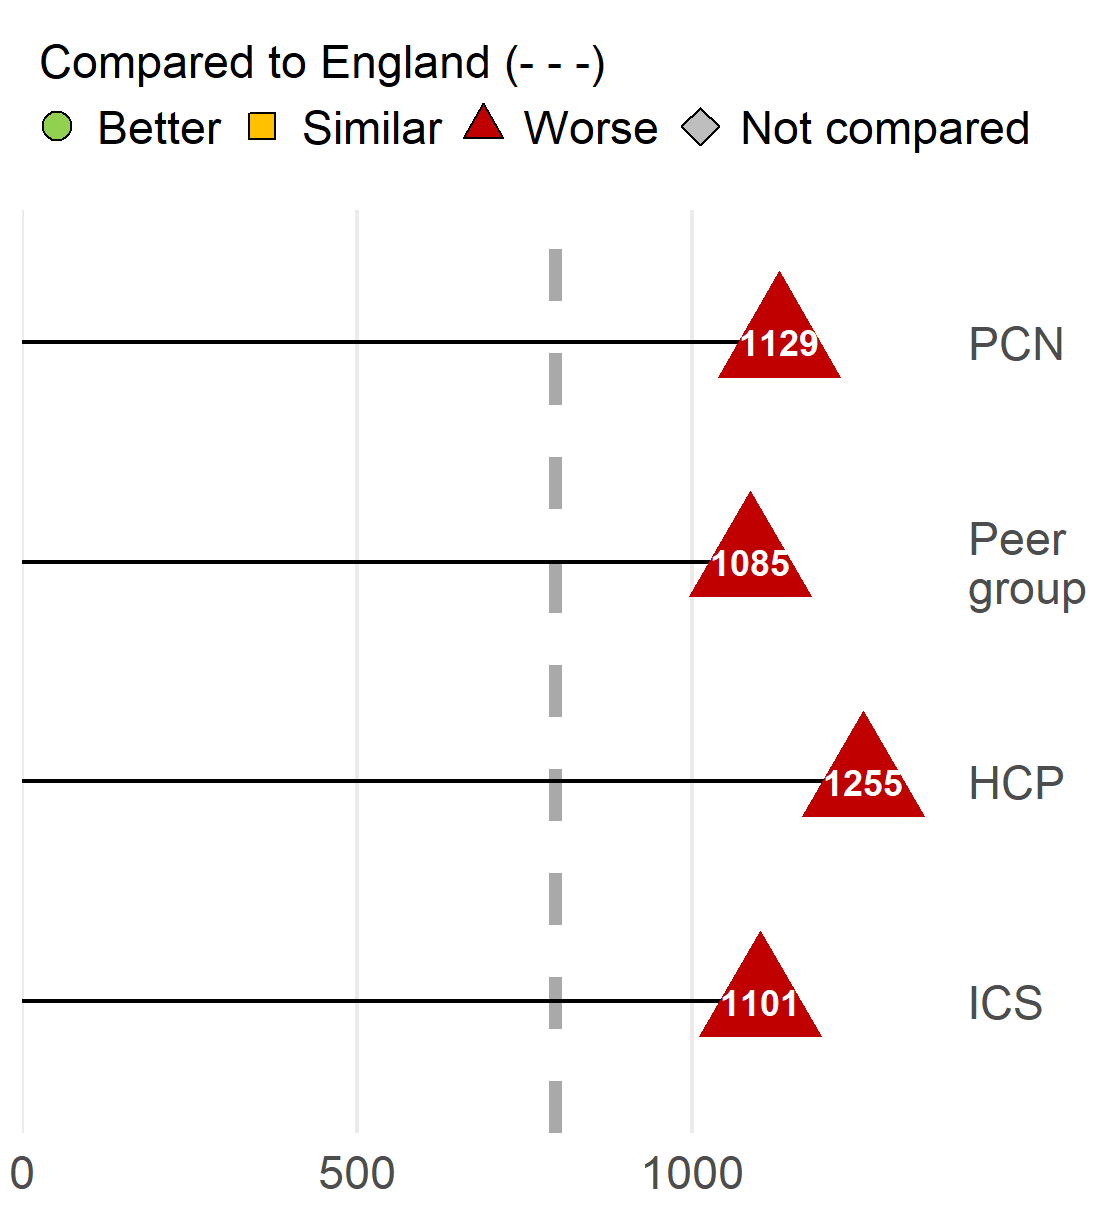 Compared to England (- - -)
Better Similar Worse Not compared
1129 PCN
1085 Peer
group
1255 HCP
1101 ICS
0 500 1000